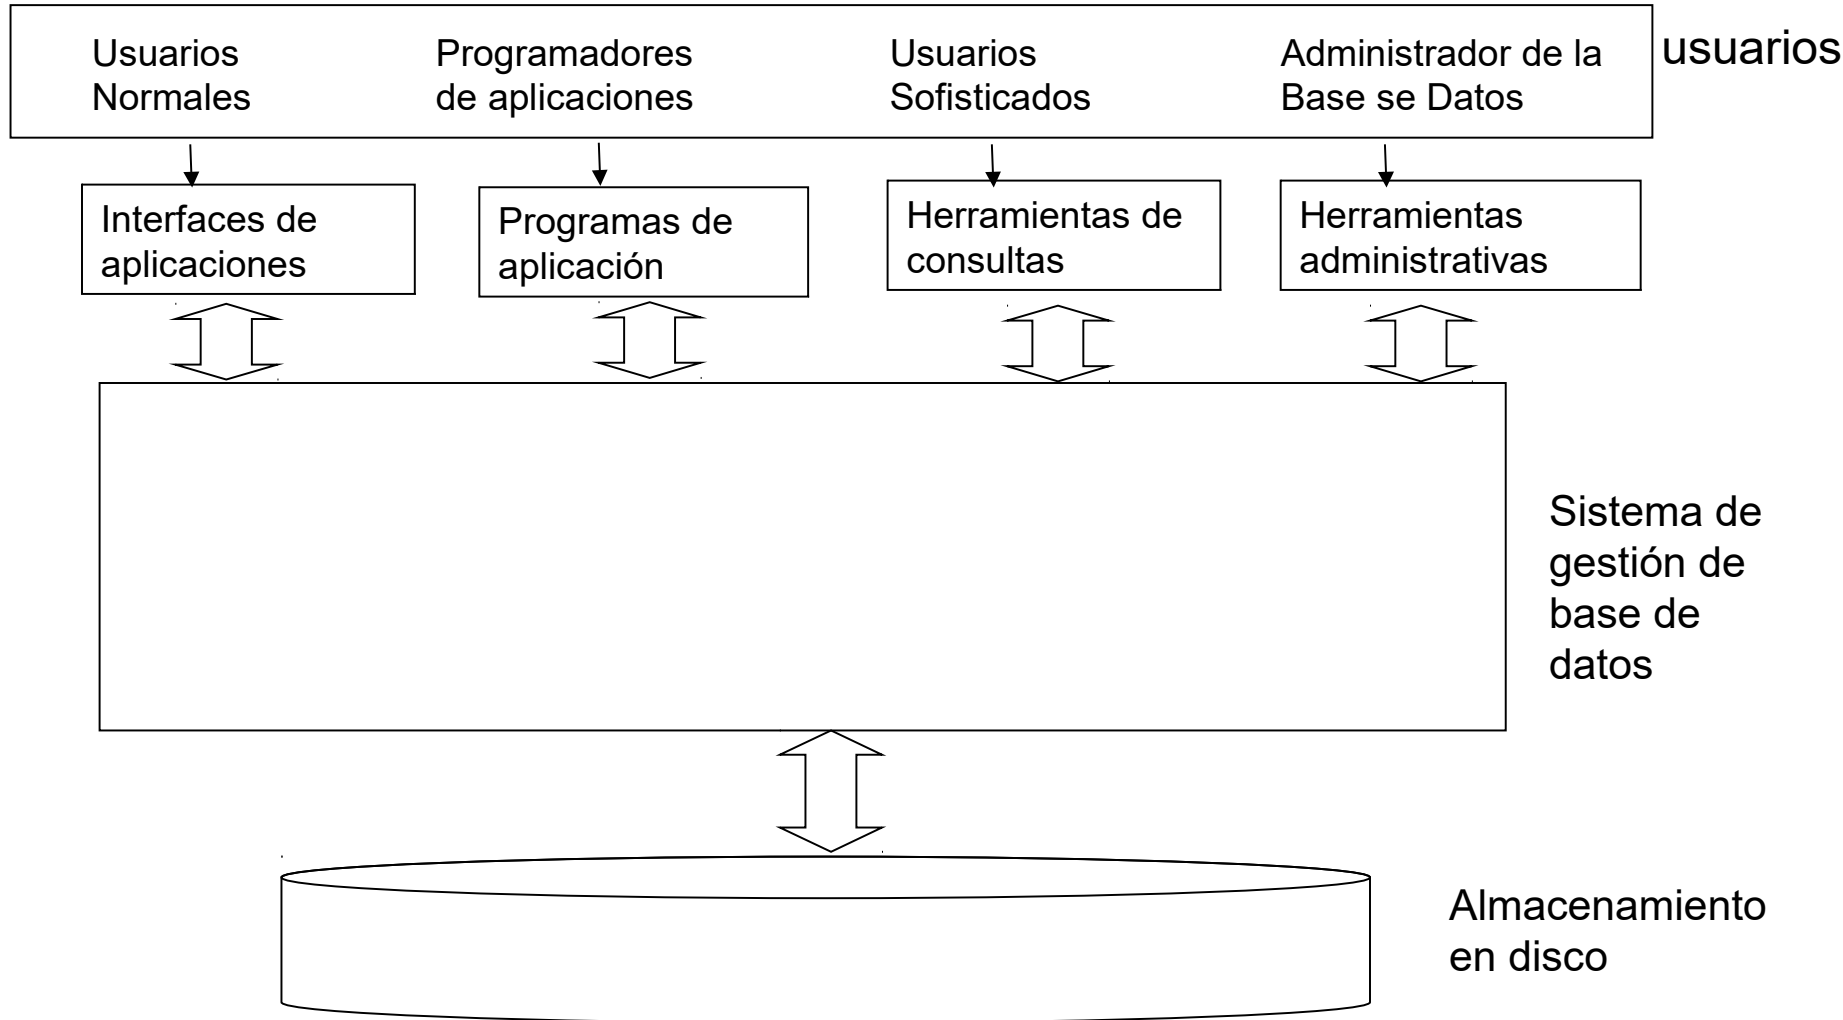 Usuarios
Normales
Programadores
de aplicaciones
Usuarios
Sofisticados
Administrador de la
Base se Datos
usuarios
Interfaces de
aplicaciones
Programas de
aplicación
Herramientas de
consultas
Herramientas
administrativas
Sistema de
gestión de
base de
datos
Almacenamiento
en disco